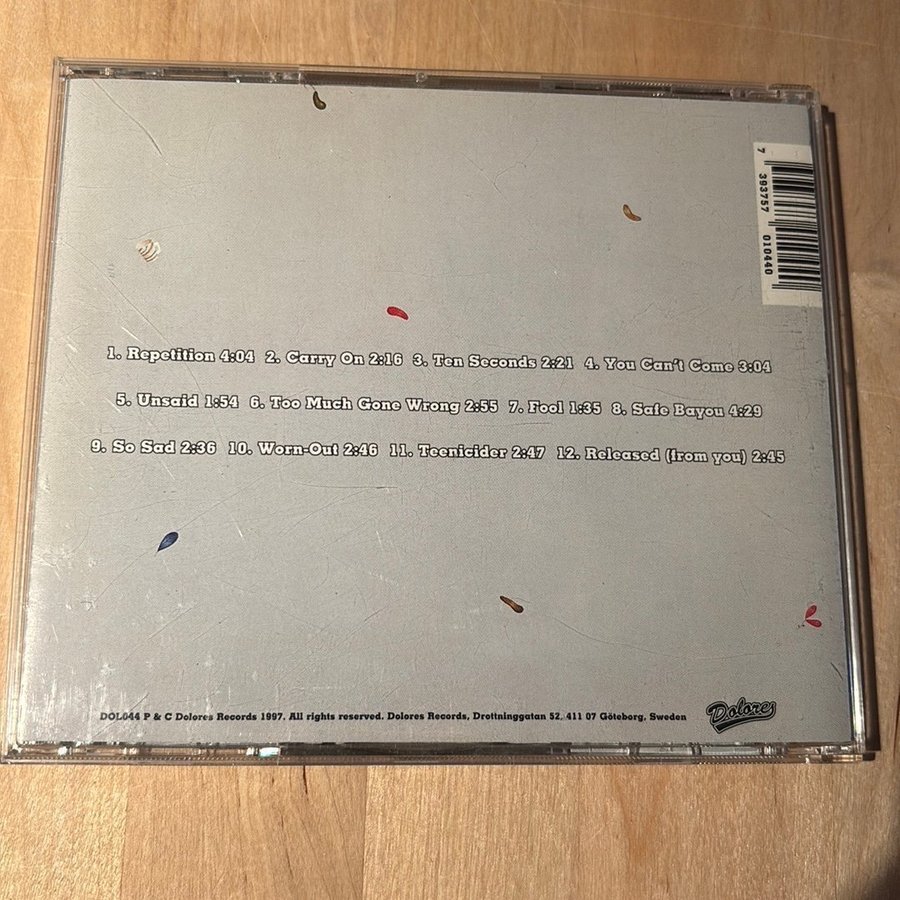 7 393757 010440
1. Repetition 4:04 2. Carry On 2:16 3. Ten Seconds 2:21 4. You Can't Come 3:04
5. Unsaid 1:54 6. Too Much Gone Wrong 2:55 7. Fool 1:35 8. Safe Bayou 4:29
9. So Sad 2:36 10. Worn-Out 2:46 11. Teenicider 2:47 12. Released (from you) 2:45
DOL044 P & C Dolores Records 1997. All rights reserved. Dolores Records, Drottninggatan 52, 411 07 Göteborg, Sweden
Dolores